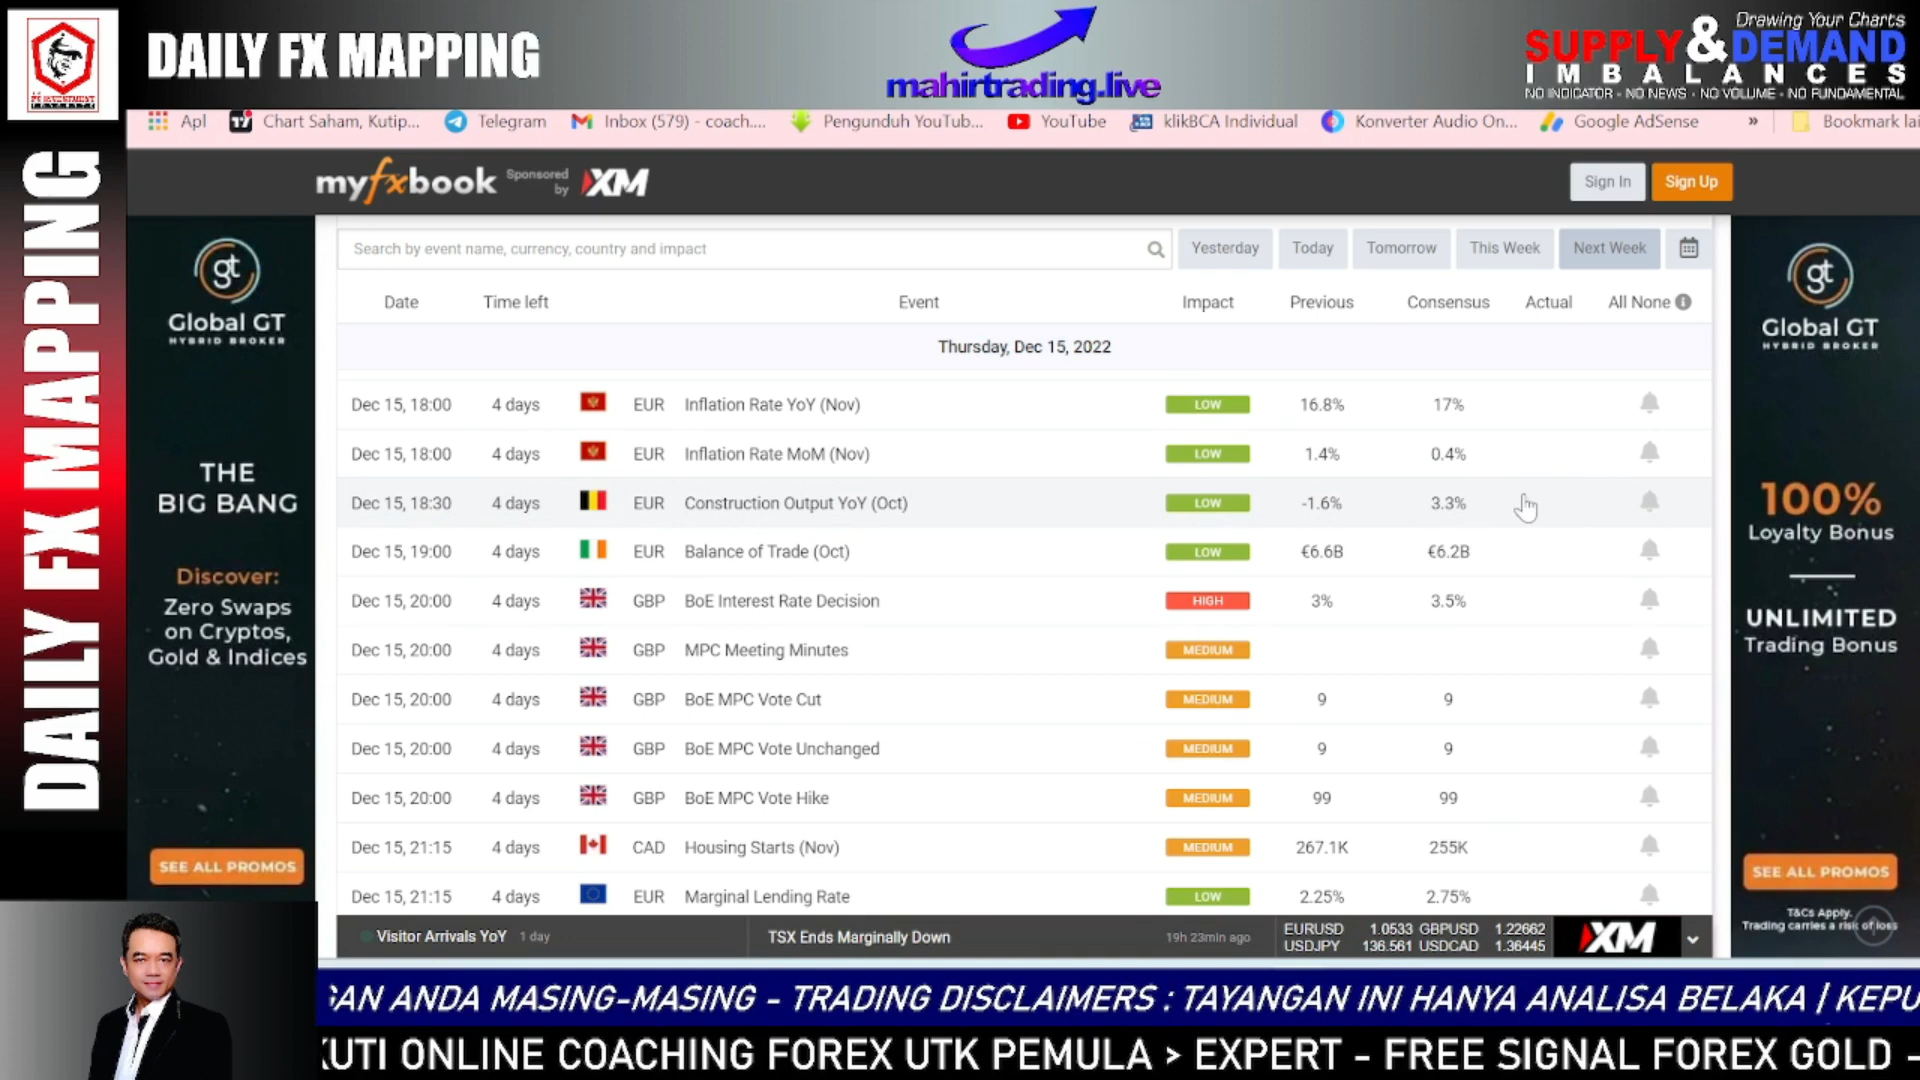 DAILY FX MAPPING
mahirtrading.live
Drawing Your Charts
SUPPLY & DEMAND
IMBALANCES
NO INDICATOR - NO NEWS - NO VOLUME - NO FUNDAMENTAL
DAILY FX MAPPING
Apl Chart Saham, Kutip... Telegram Inbox (579) - coach.... Pengunduh YouTub... YouTube klikBCA Individual Konverter Audio On... Google AdSense » Bookmark lai
myfxbook Sponsored by XM Sign In Sign Up
Search by event name, currency, country and impact Yesterday Today Tomorrow This Week Next Week
Date Time left Event Impact Previous Consensus Actual All None
Thursday, Dec 15, 2022
Dec 15, 18:00 4 days EUR Inflation Rate YoY (Nov) LOW 16.8% 17%
Dec 15, 18:00 4 days EUR Inflation Rate MoM (Nov) LOW 1.4% 0.4%
Dec 15, 18:30 4 days EUR Construction Output YoY (Oct) LOW -1.6% 3.3%
Dec 15, 19:00 4 days EUR Balance of Trade (Oct) LOW €6.6B €6.2B
Dec 15, 20:00 4 days GBP BoE Interest Rate Decision HIGH 3% 3.5%
Dec 15, 20:00 4 days GBP MPC Meeting Minutes MEDIUM
Dec 15, 20:00 4 days GBP BoE MPC Vote Cut MEDIUM 9 9
Dec 15, 20:00 4 days GBP BoE MPC Vote Unchanged MEDIUM 9 9
Dec 15, 20:00 4 days GBP BoE MPC Vote Hike MEDIUM 99 99
Dec 15, 21:15 4 days CAD Housing Starts (Nov) MEDIUM 267.1K 255K
Dec 15, 21:15 4 days EUR Marginal Lending Rate LOW 2.25% 2.75%
Visitor Arrivals YoY 1 day TSX Ends Marginally Down 19h 23min ago EURUSD 1.0533 GBPUSD 1.22662
USDJPY 136.561 USDCAD 1.36445
XM
gt
Global GT
HYBRID BROKER
THE
BIG BANG
Discover:
Zero Swaps
on Cryptos,
Gold & Indices
SEE ALL PROMOS
gt
Global GT
HYBRID BROKER
100%
Loyalty Bonus
UNLIMITED
Trading Bonus
SEE ALL PROMOS
T&Cs Apply.
Trading carries a risk of loss
GAN ANDA MASING-MASING - TRADING DISCLAIMERS : TAYANGAN INI HANYA ANALISA BELAKA | KEPU
KUTI ONLINE COACHING FOREX UTK PEMULA > EXPERT - FREE SIGNAL FOREX GOLD -